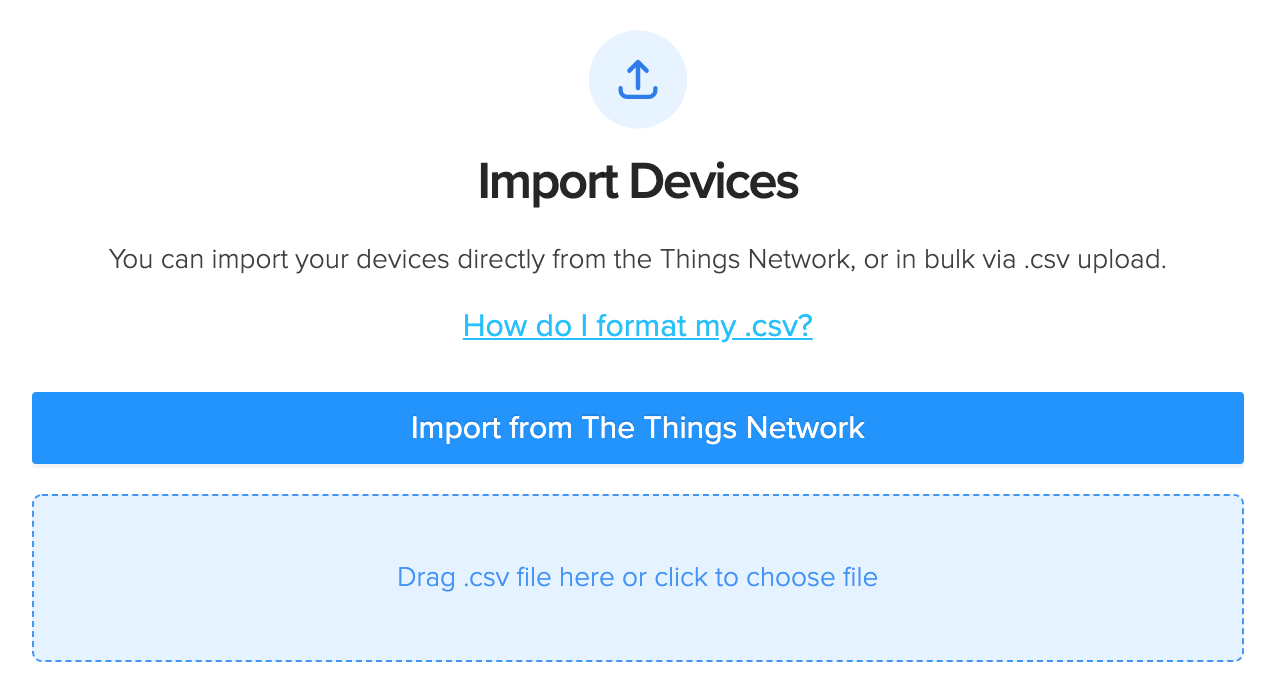 Import Devices
You can import your devices directly from the Things Network, or in bulk via .csv upload.
How do I format my .csv?
Import from The Things Network
Drag .csv file here or click to choose file